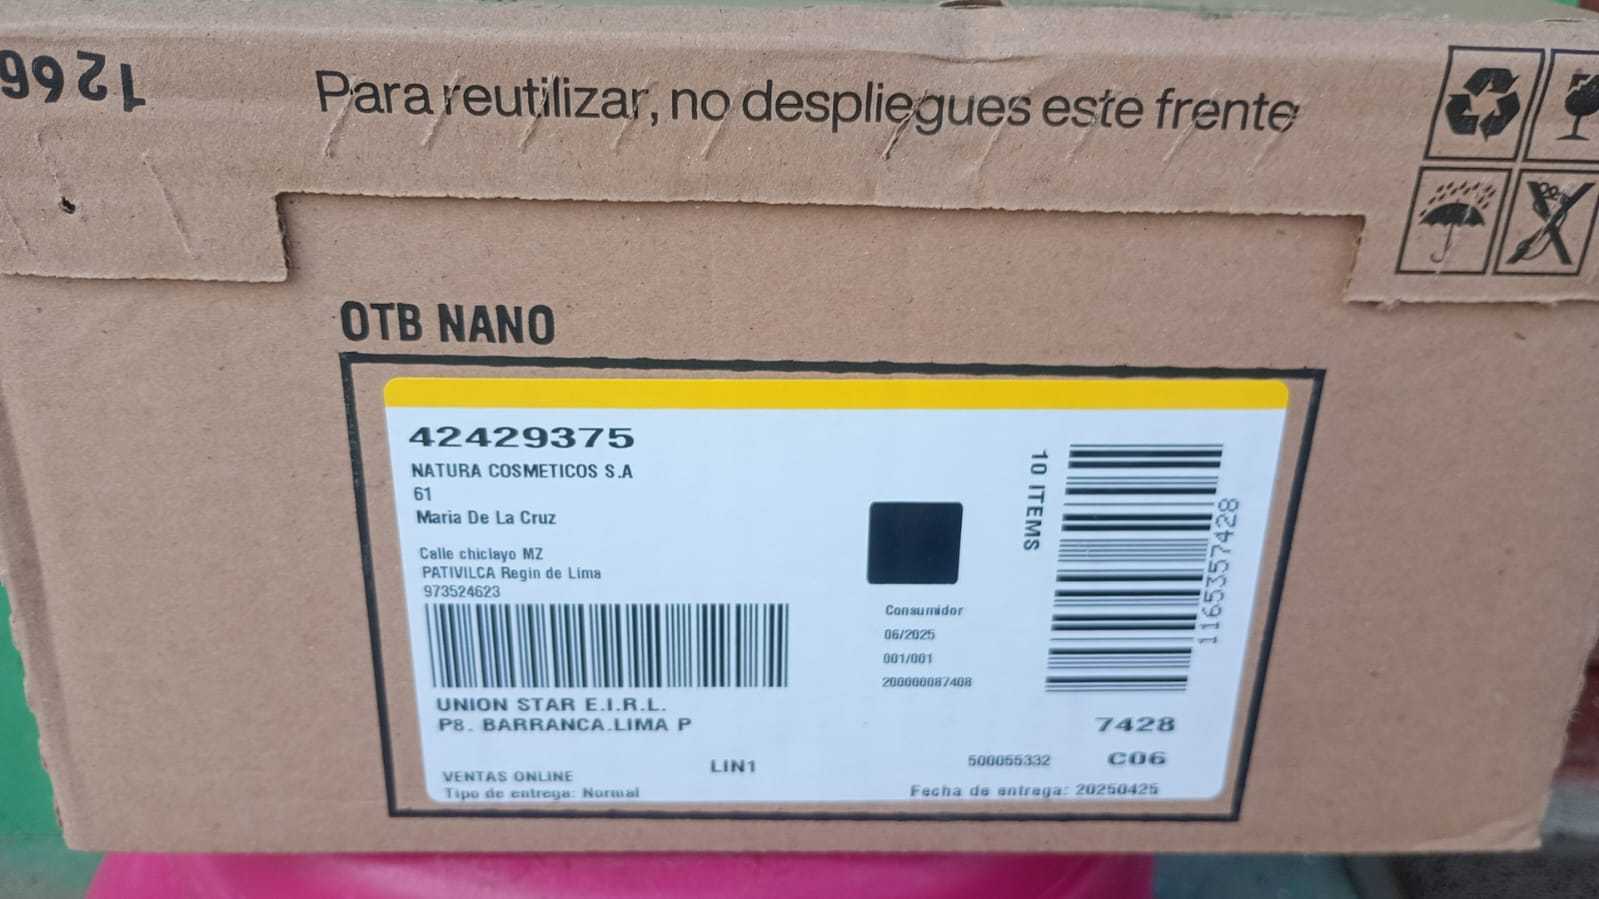 1266
Para reutilizar, no despliegues este frente
OTB NANO
42429375
NATURA COSMETICOS S.A
61
Maria De La Cruz
Calle chiclayo MZ
PATIVILCA Regin de Lima
973524623
UNION STAR E.I.R.L.
P8. BARRANCA.LIMA P
LIN1
VENTAS ONLINE
Tipo de entrega: Normal
10 ITEMS
1165357428
Consumidor
06/2025
001/001
200000087408
7428
500055332
C06
Fecha de entrega: 20250425